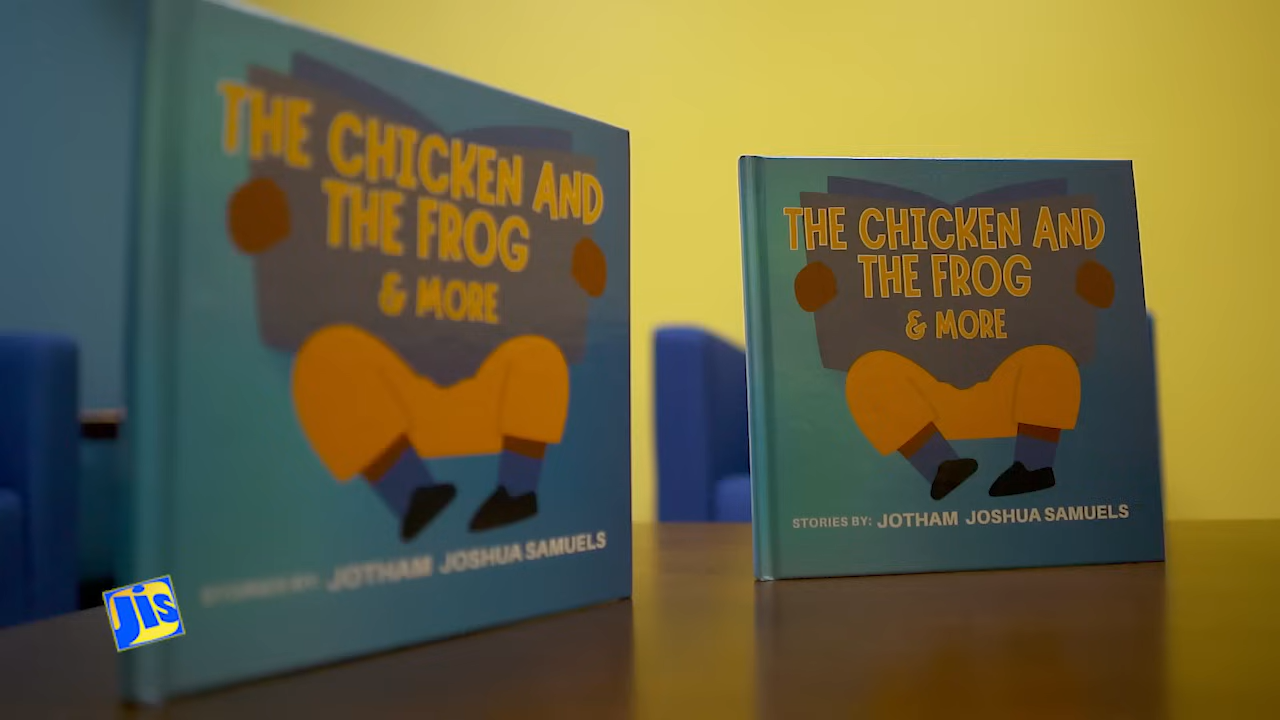 THE CHICKEN AND
THE FROG
& MORE
STORIES BY: JOTHAM JOSHUA SAMUELS
THE CHICKEN AND
THE FROG
& MORE
STORIES BY: JOTHAM JOSHUA SAMUELS
jis